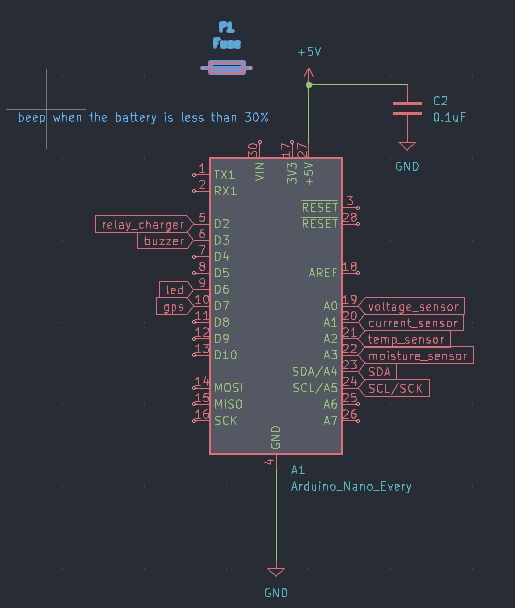 F1
Fuse
+5V
beep when the battery is less than 30%
C2
0.1uF
GND
30
17
27
VIN
3V3
+5V
1
TX1
2
RX1
3
RESET
28
RESET
5
relay_charger
D2
6
buzzer
D3
7
D4
8
D5
18
AREF
9
led
D6
10
gps
D7
19
A0
voltage_sensor
11
D8
20
A1
current_sensor
12
D9
21
A2
temp_sensor
13
D10
22
A3
moisture_sensor
23
SDA/A4
SDA
14
MOSI
24
SCL/A5
SCL/SCK
15
MISO
25
A6
16
SCK
26
A7
GND
4
A1
Arduino_Nano_Every
GND